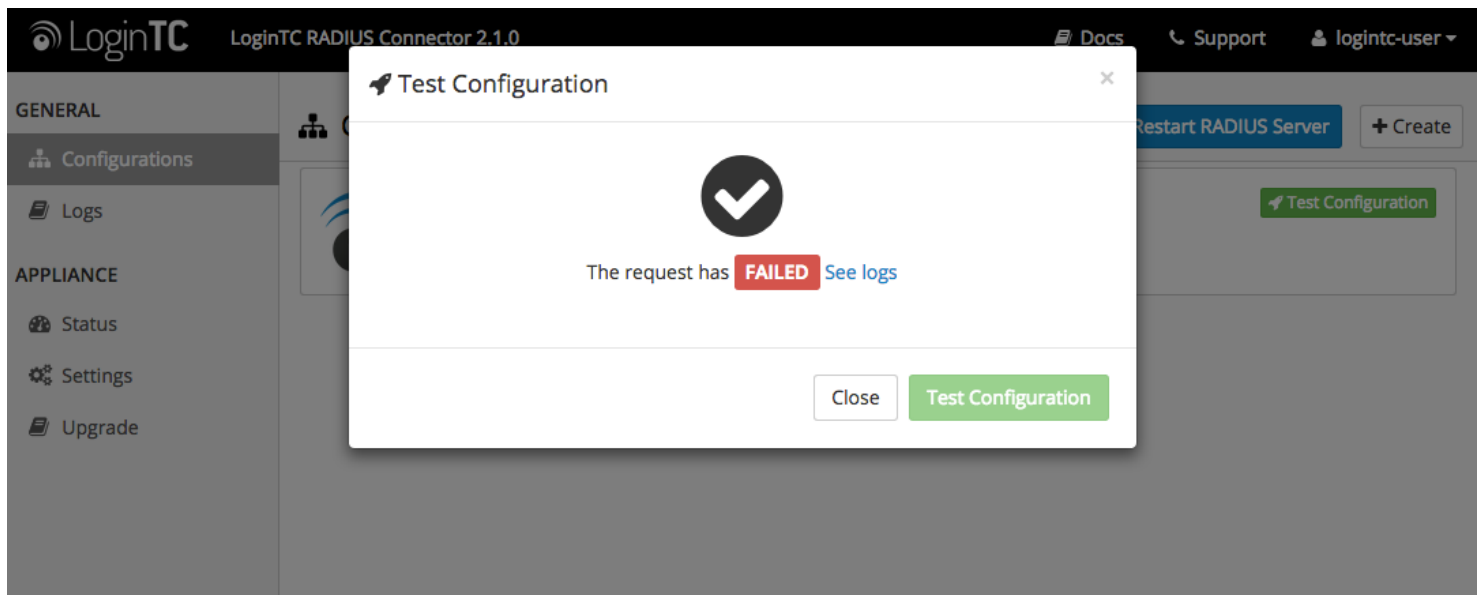 LoginTC LoginTC RADIUS Connector 2.1.0 Docs Support logintc-user
Test Configuration ×
GENERAL
Restart RADIUS Server + Create
Configurations
Logs
Test Configuration
The request has FAILED See logs
APPLIANCE
Status
Settings
Close Test Configuration
Upgrade